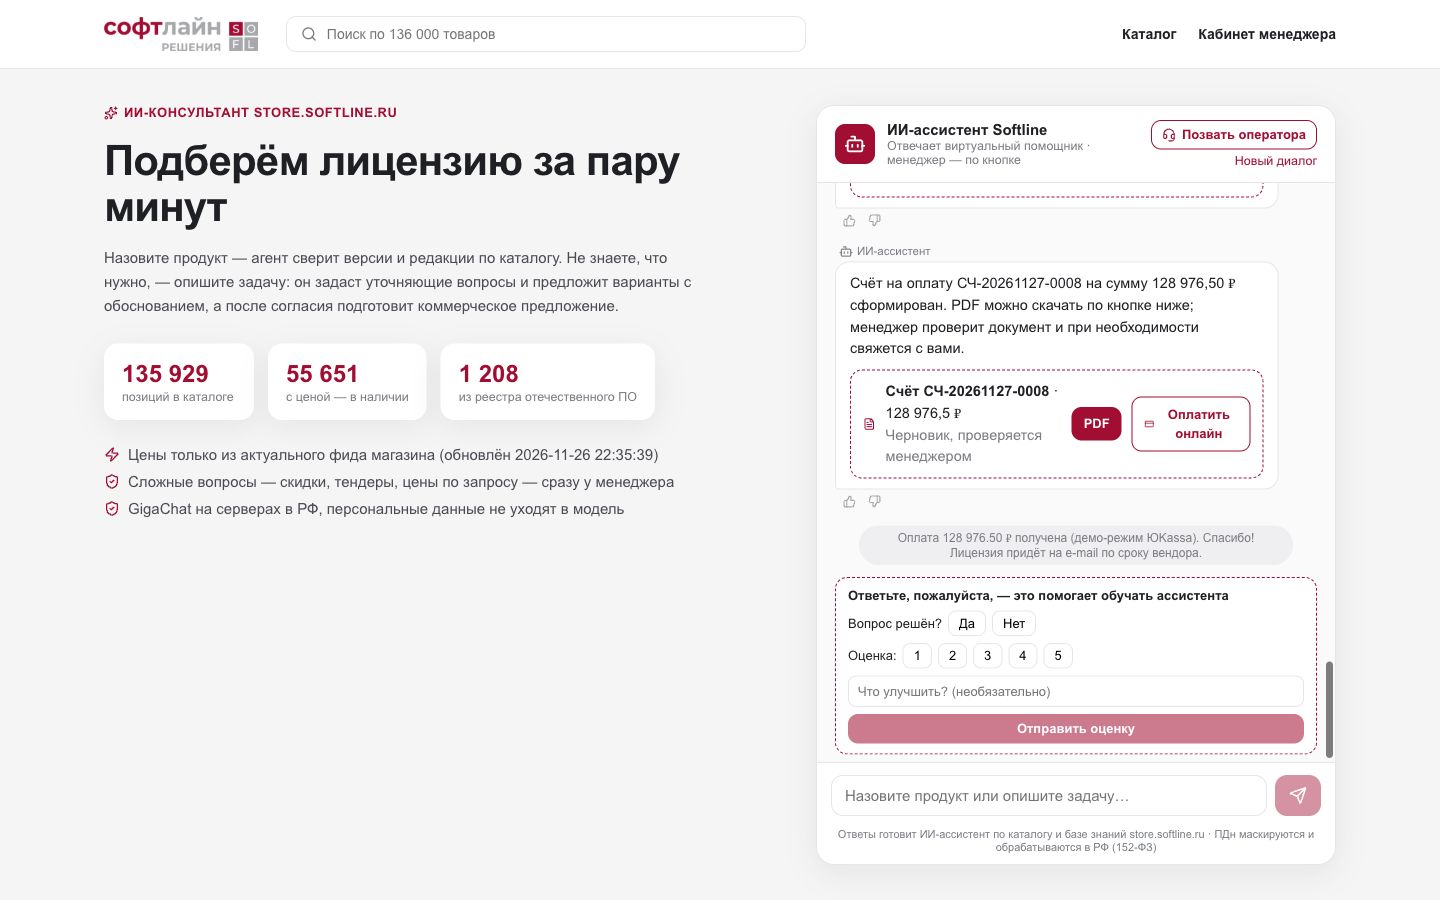 софтлайн
РЕШЕНИЯ
S O
F L
Поиск по 136 000 товаров
Каталог
Кабинет менеджера
ИИ-КОНСУЛЬТАНТ STORE.SOFTLINE.RU
Подберём лицензию за пару
минут
Назовите продукт — агент сверит версии и редакции по каталогу. Не знаете, что
нужно, — опишите задачу: он задаст уточняющие вопросы и предложит варианты с
обоснованием, а после согласия подготовит коммерческое предложение.
135 929
позиций в каталоге
55 651
с ценой — в наличии
1 208
из реестра отечественного ПО
Цены только из актуального фида магазина (обновлён 2026-11-26 22:35:39)
Сложные вопросы — скидки, тендеры, цены по запросу — сразу у менеджера
GigaChat на серверах в РФ, персональные данные не уходят в модель
ИИ-ассистент Softline
Отвечает виртуальный помощник ·
менеджер — по кнопке
Позвать оператора
Новый диалог
ИИ-ассистент
Счёт на оплату СЧ-20261127-0008 на сумму 128 976,50 ₽
сформирован. PDF можно скачать по кнопке ниже;
менеджер проверит документ и при необходимости
свяжется с вами.
Счёт СЧ-20261127-0008 ·
128 976,5 ₽
Черновик, проверяется
менеджером
PDF
Оплатить
онлайн
Оплата 128 976.50 ₽ получена (демо-режим ЮKassa). Спасибо!
Лицензия придёт на e-mail по сроку вендора.
Ответьте, пожалуйста, — это помогает обучать ассистента
Вопрос решён? Да Нет
Оценка: 1 2 3 4 5
Что улучшить? (необязательно)
Отправить оценку
Назовите продукт или опишите задачу…
Ответы готовит ИИ-ассистент по каталогу и базе знаний store.softline.ru · ПДн маскируются и
обрабатываются в РФ (152-ФЗ)